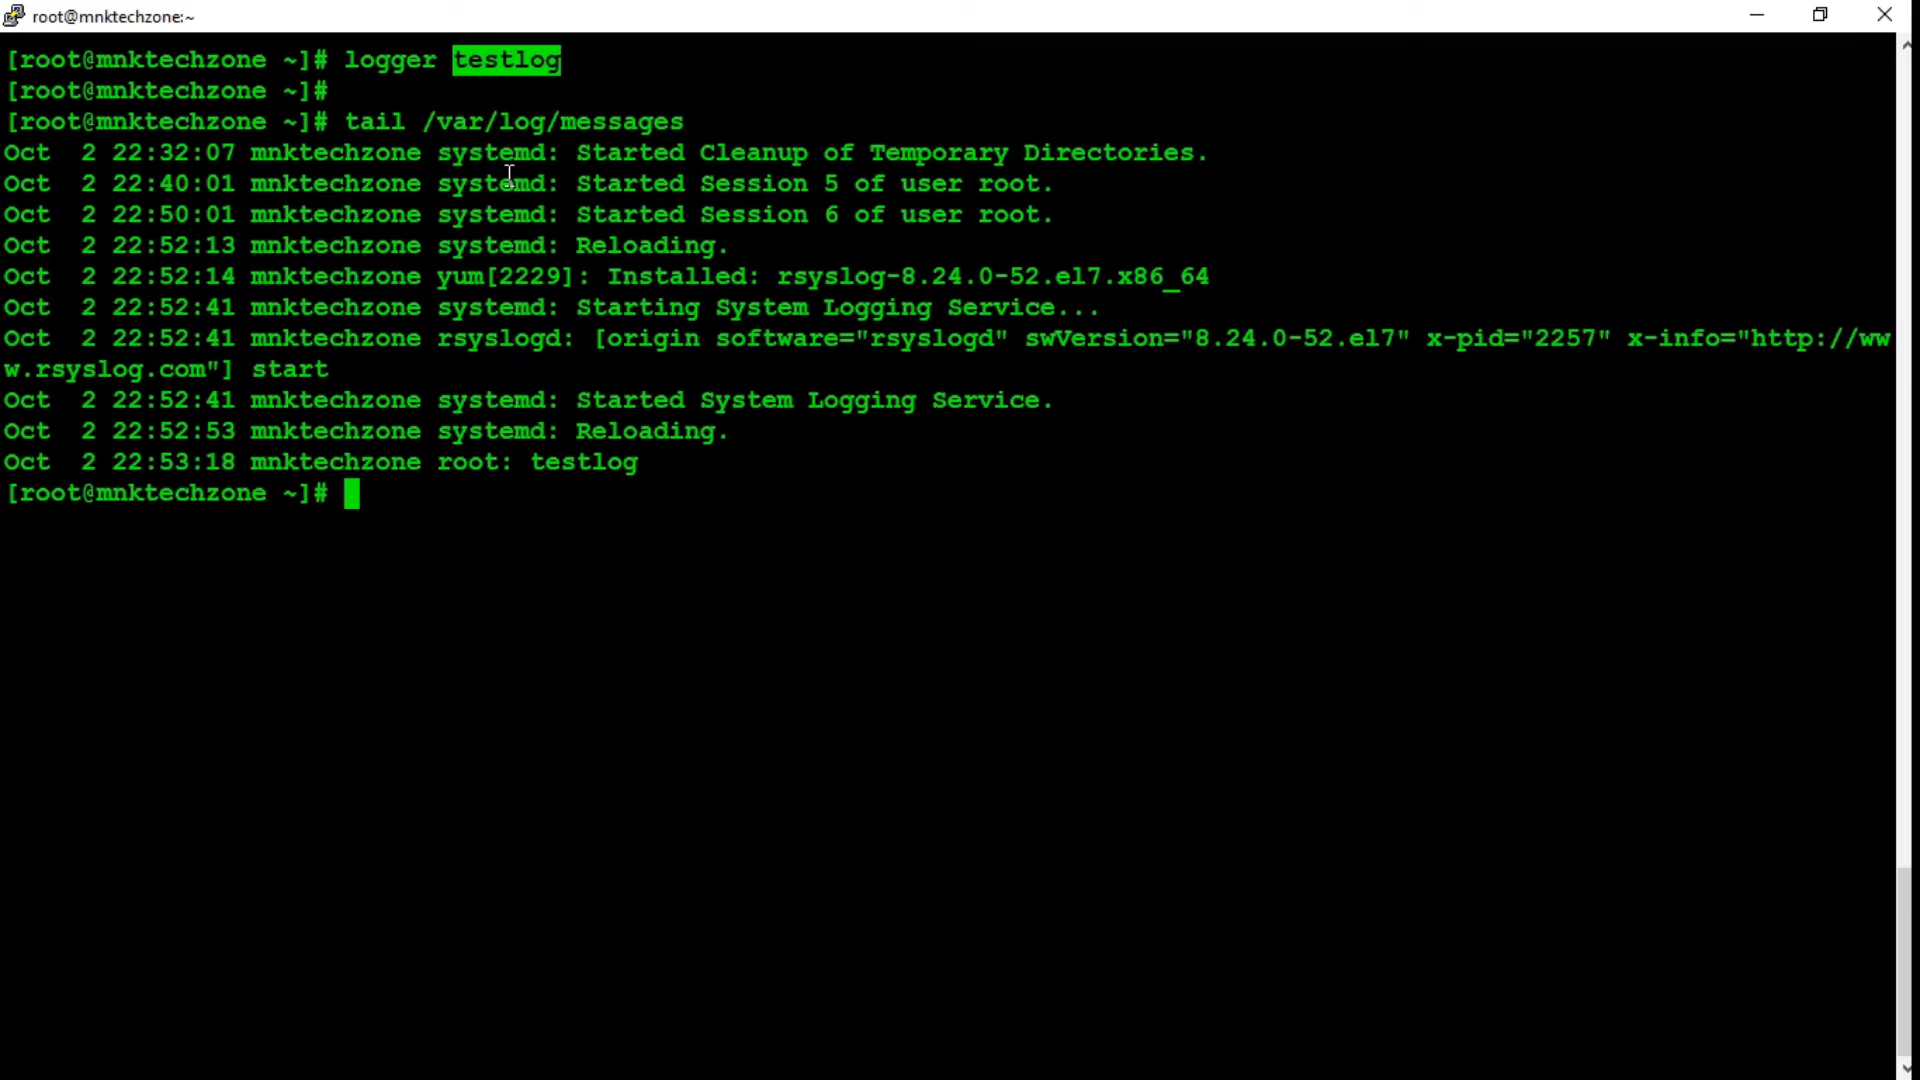 root@mnktechzone:~
[root@mnktechzone ~]# logger testlog
[root@mnktechzone ~]#
[root@mnktechzone ~]# tail /var/log/messages
Oct  2 22:32:07 mnktechzone systemd: Started Cleanup of Temporary Directories.
Oct  2 22:40:01 mnktechzone systemd: Started Session 5 of user root.
Oct  2 22:50:01 mnktechzone systemd: Started Session 6 of user root.
Oct  2 22:52:13 mnktechzone systemd: Reloading.
Oct  2 22:52:14 mnktechzone yum[2229]: Installed: rsyslog-8.24.0-52.el7.x86_64
Oct  2 22:52:41 mnktechzone systemd: Starting System Logging Service...
Oct  2 22:52:41 mnktechzone rsyslogd: [origin software="rsyslogd" swVersion="8.24.0-52.el7" x-pid="2257" x-info="http://ww
w.rsyslog.com"] start
Oct  2 22:52:41 mnktechzone systemd: Started System Logging Service.
Oct  2 22:52:53 mnktechzone systemd: Reloading.
Oct  2 22:53:18 mnktechzone root: testlog
[root@mnktechzone ~]#